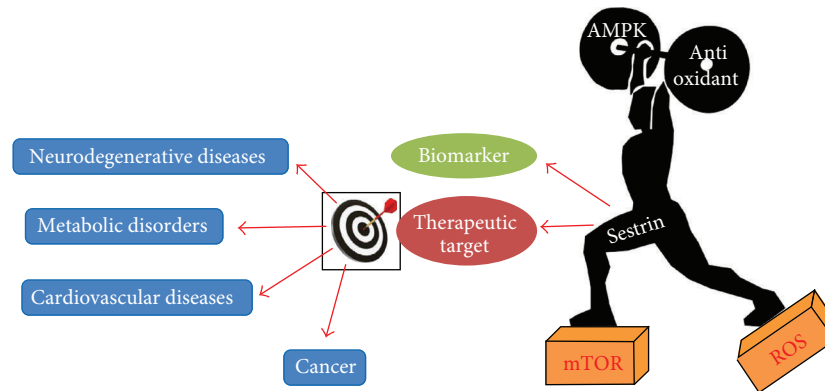 AMPK
Anti
oxidant
Neurodegenerative diseases
Biomarker
Metabolic disorders
Therapeutic
target
Sestrin
Cardiovascular diseases
Cancer
mTOR
ROS